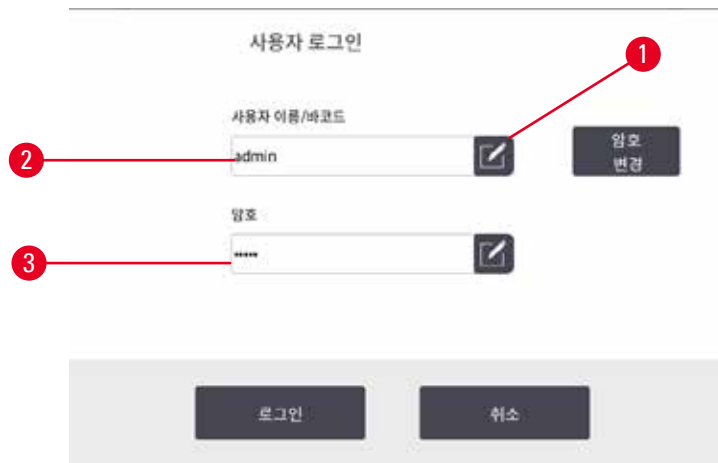 사용자 로그인
1
사용자 이름/바코드
2
admin
암호
변경
암호
3
•••••
로그인
취소